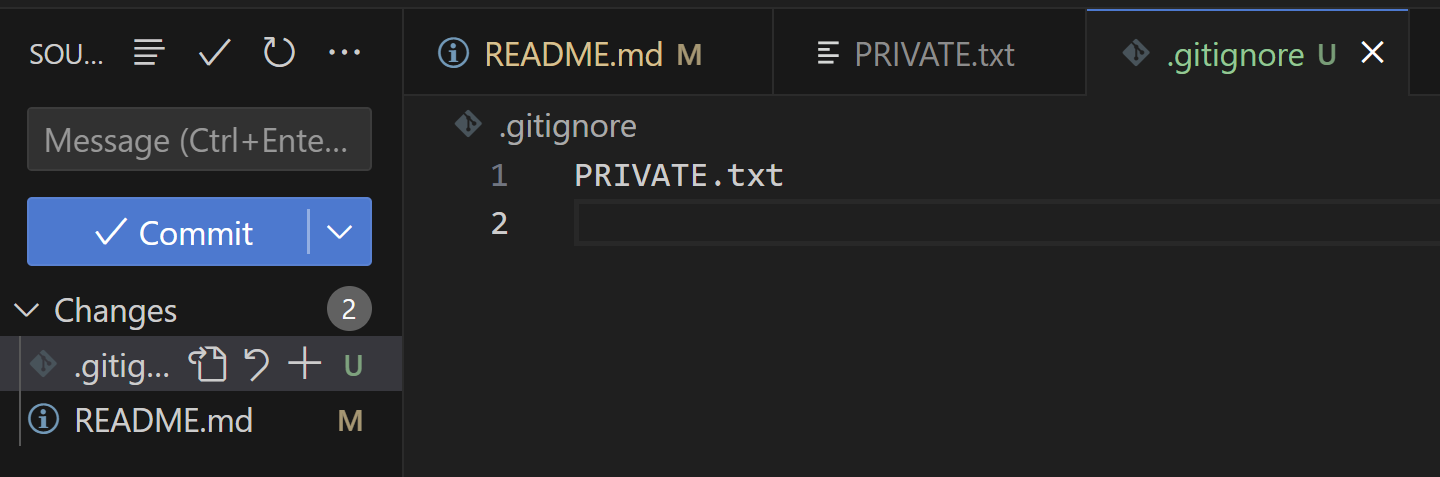 SOU...
README.md M
PRIVATE.txt
.gitignore U
Message (Ctrl+Ente...
.gitignore
1 PRIVATE.txt
2
Commit
Changes 2
.gitig... U
README.md M